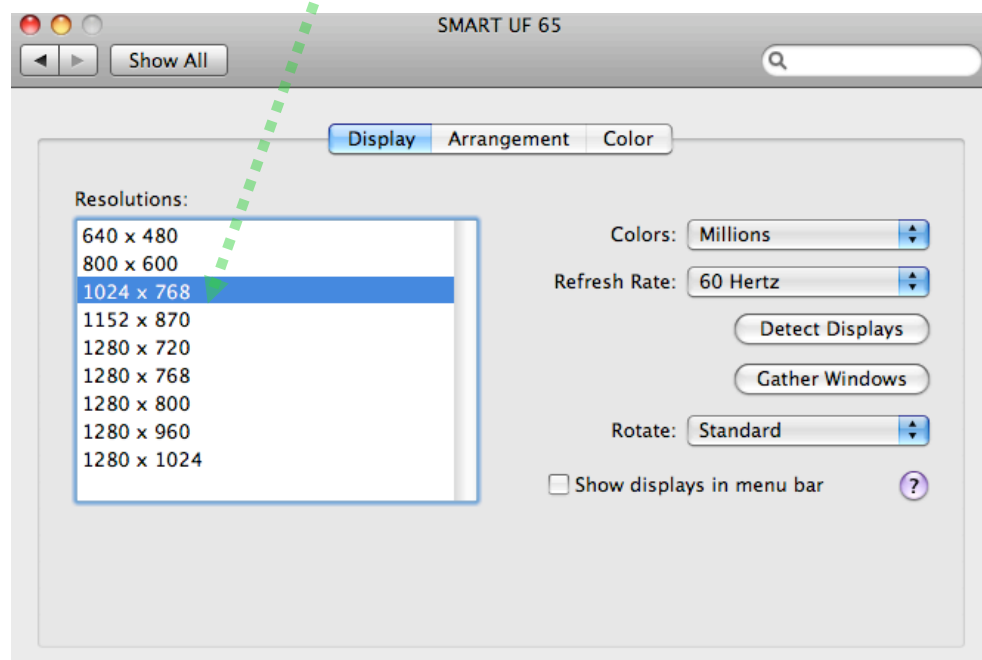 SMART UF 65
Show All
Display Arrangement Color
Resolutions:
640 x 480
800 x 600
1024 x 768
1152 x 870
1280 x 720
1280 x 768
1280 x 800
1280 x 960
1280 x 1024
Colors: Millions
Refresh Rate: 60 Hertz
Detect Displays
Gather Windows
Rotate: Standard
Show displays in menu bar ?